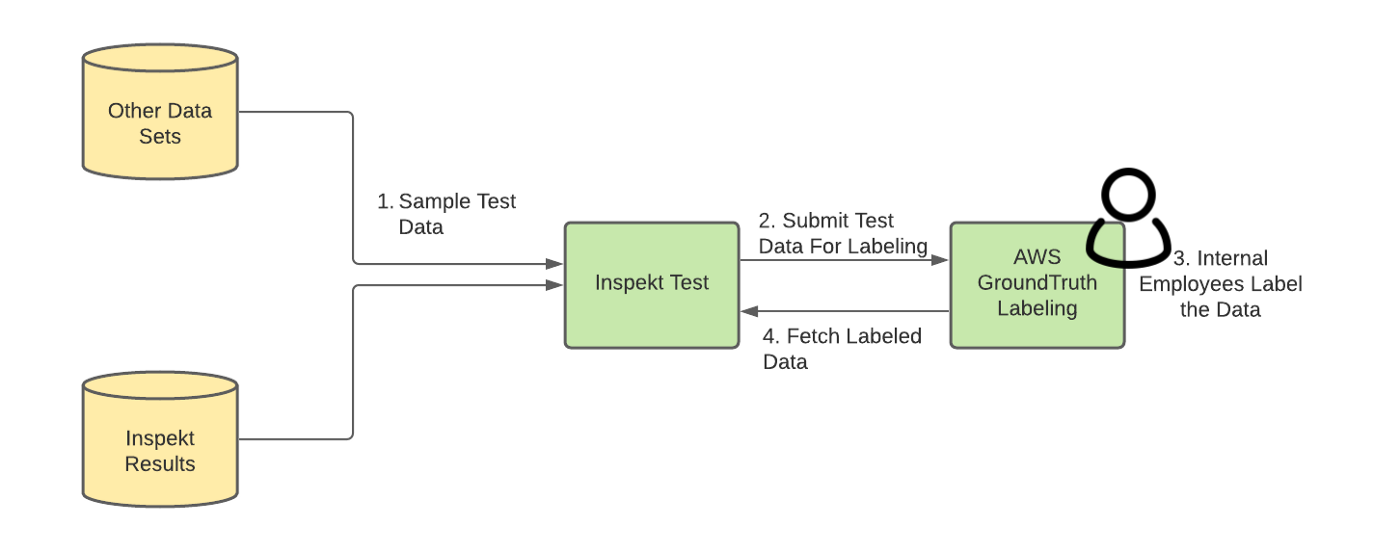 Other Data
Sets
1. Sample Test
Data
2. Submit Test
Data For Labeling
Inspekt Test
AWS
GroundTruth
Labeling
3. Internal
Employees Label
the Data
4. Fetch Labeled
Data
Inspekt
Results